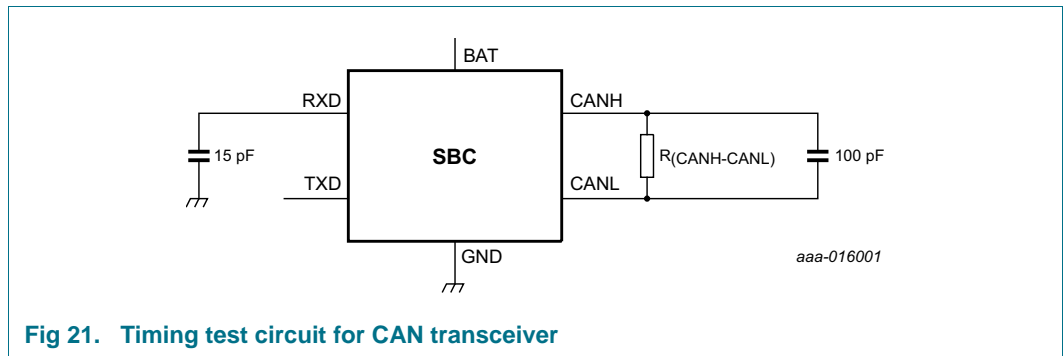 BAT
RXD
CANH
15 pF
SBC
R(CANH-CANL)
100 pF
TXD
CANL
GND
aaa-016001
Fig 21. Timing test circuit for CAN transceiver